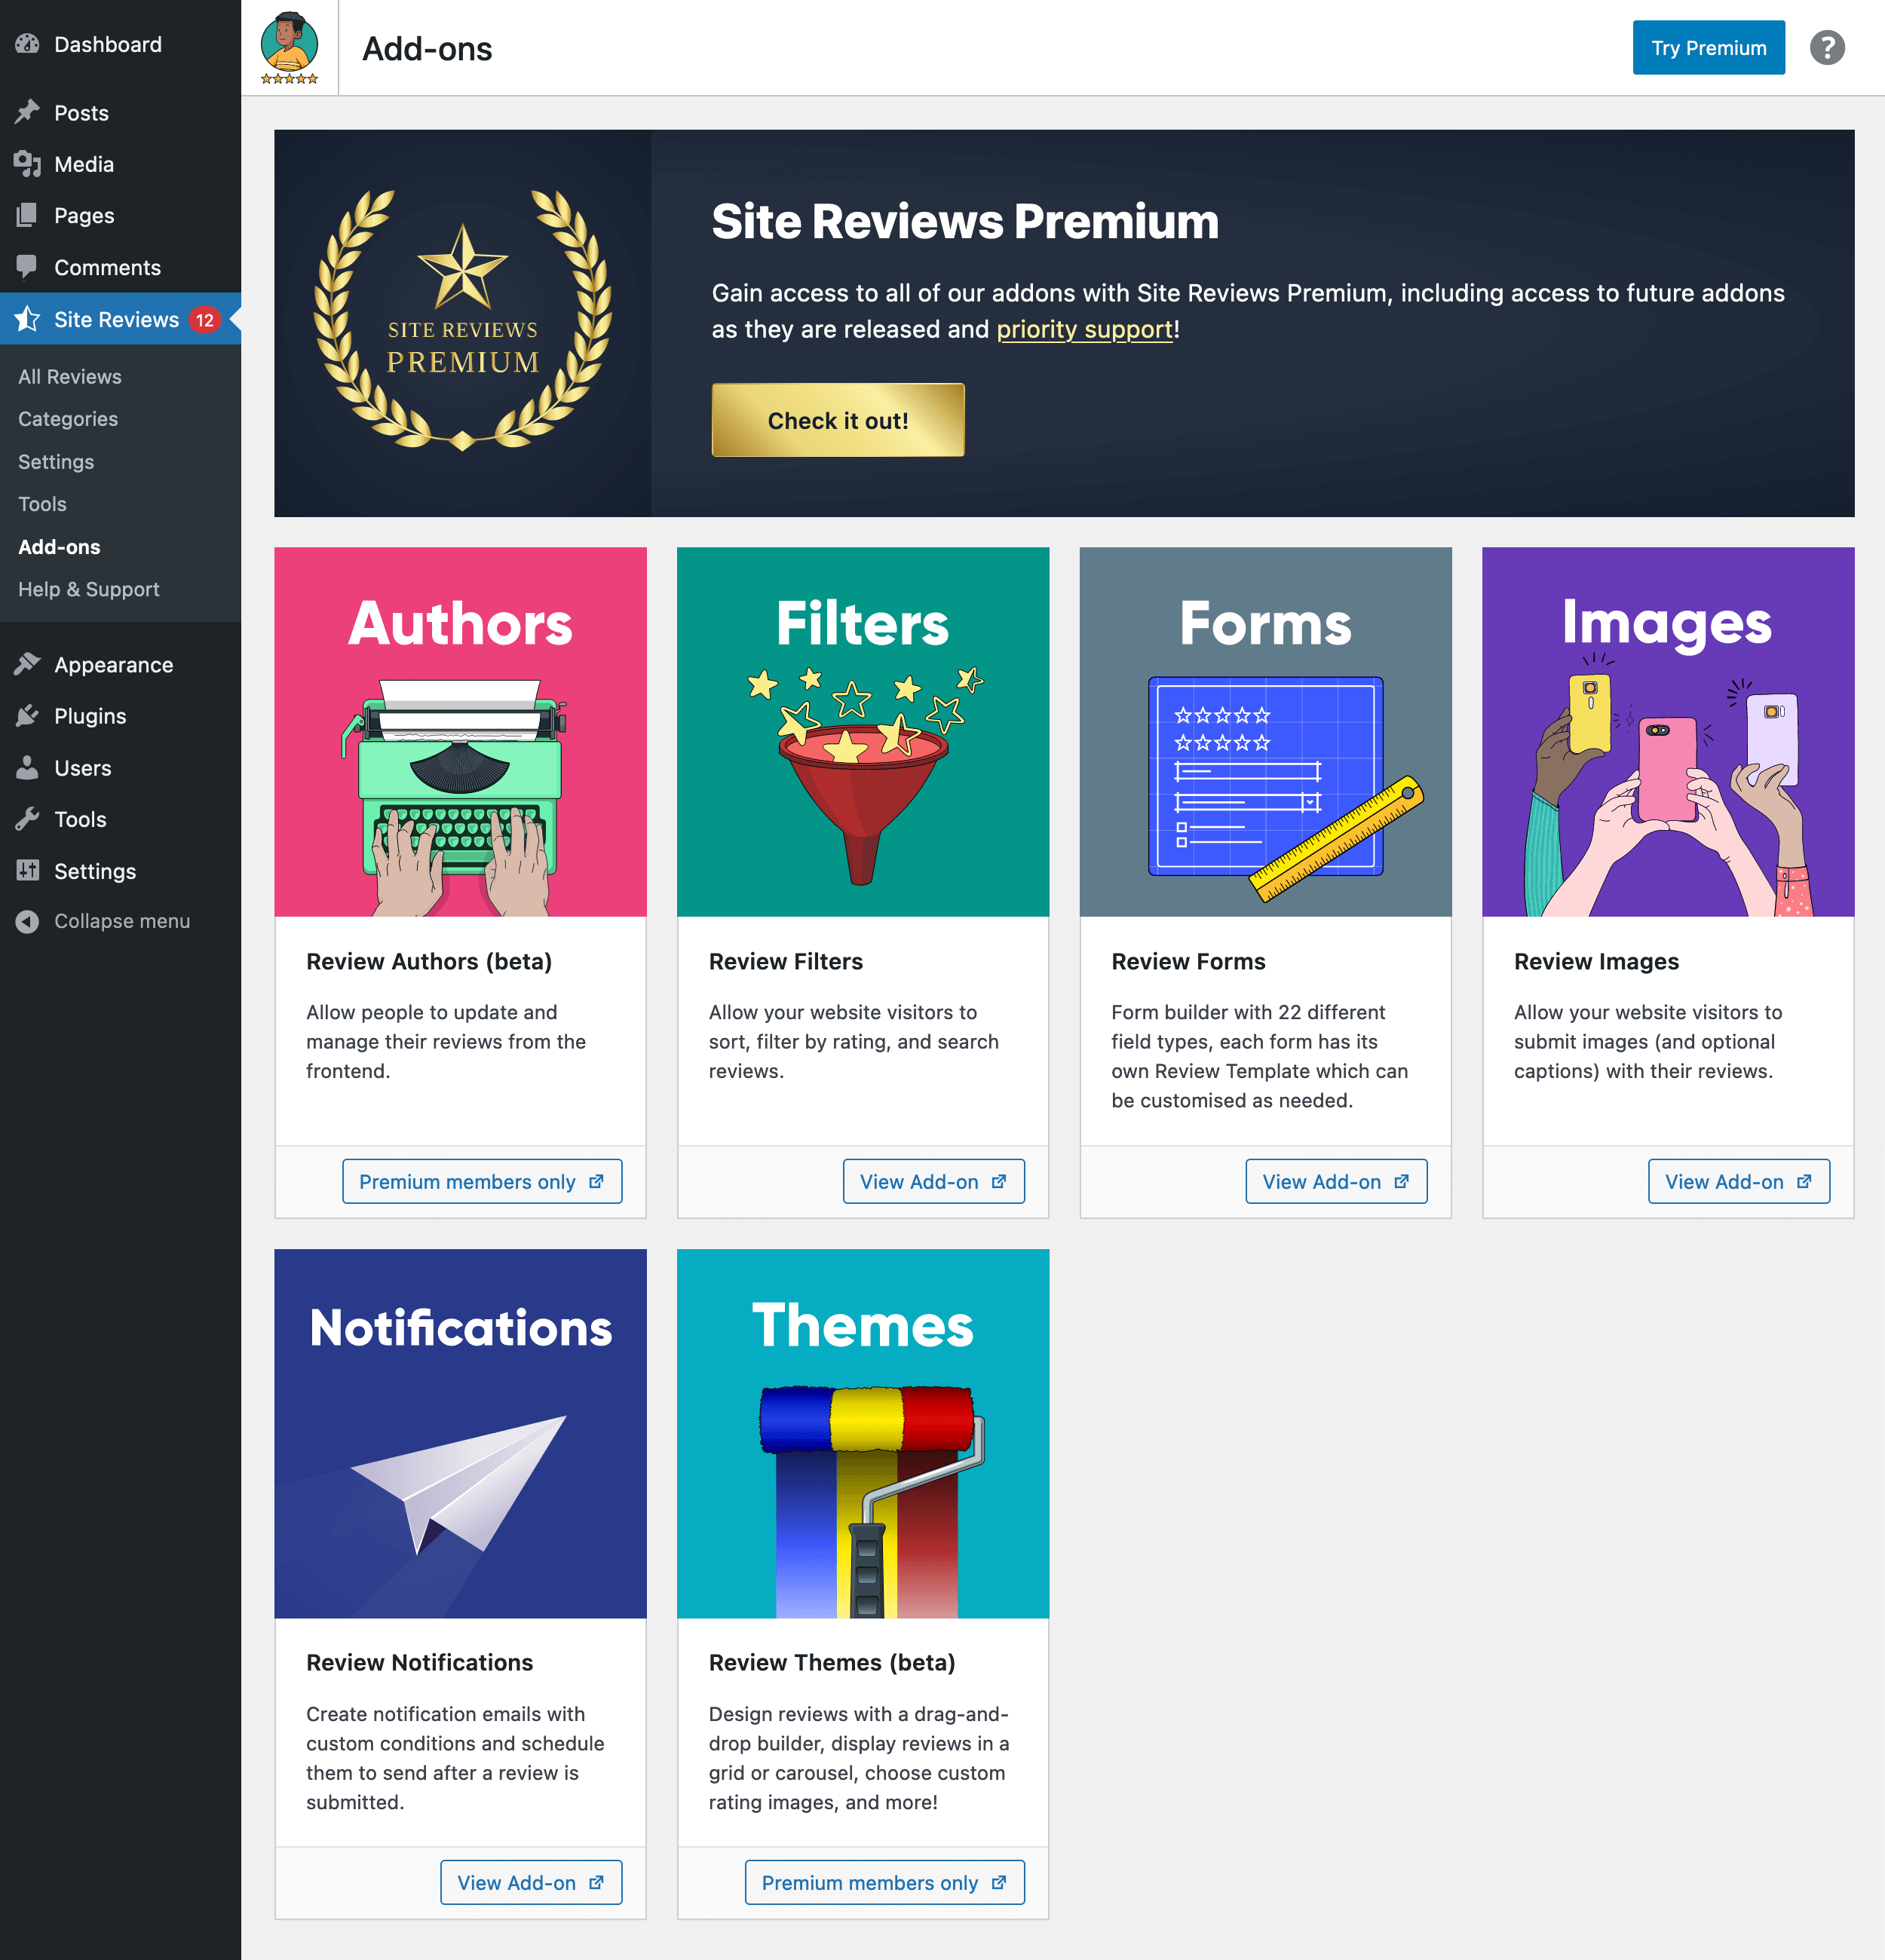 Dashboard
Posts
Media
Pages
Comments
Site Reviews 12
All Reviews
Categories
Settings
Tools
Add-ons
Help & Support
Appearance
Plugins
Users
Tools
Settings
Collapse menu
Add-ons
Try Premium
?
SITE REVIEWS
PREMIUM
Site Reviews Premium
Gain access to all of our addons with Site Reviews Premium, including access to future addons
as they are released and priority support!
Check it out!
Authors
Review Authors (beta)
Allow people to update and
manage their reviews from the
frontend.
Premium members only
Filters
Review Filters
Allow your website visitors to
sort, filter by rating, and search
reviews.
View Add-on
Forms
Review Forms
Form builder with 22 different
field types, each form has its
own Review Template which can
be customised as needed.
View Add-on
Images
Review Images
Allow your website visitors to
submit images (and optional
captions) with their reviews.
View Add-on
Notifications
Review Notifications
Create notification emails with
custom conditions and schedule
them to send after a review is
submitted.
View Add-on
Themes
Review Themes (beta)
Design reviews with a drag-and-
drop builder, display reviews in a
grid or carousel, choose custom
rating images, and more!
Premium members only